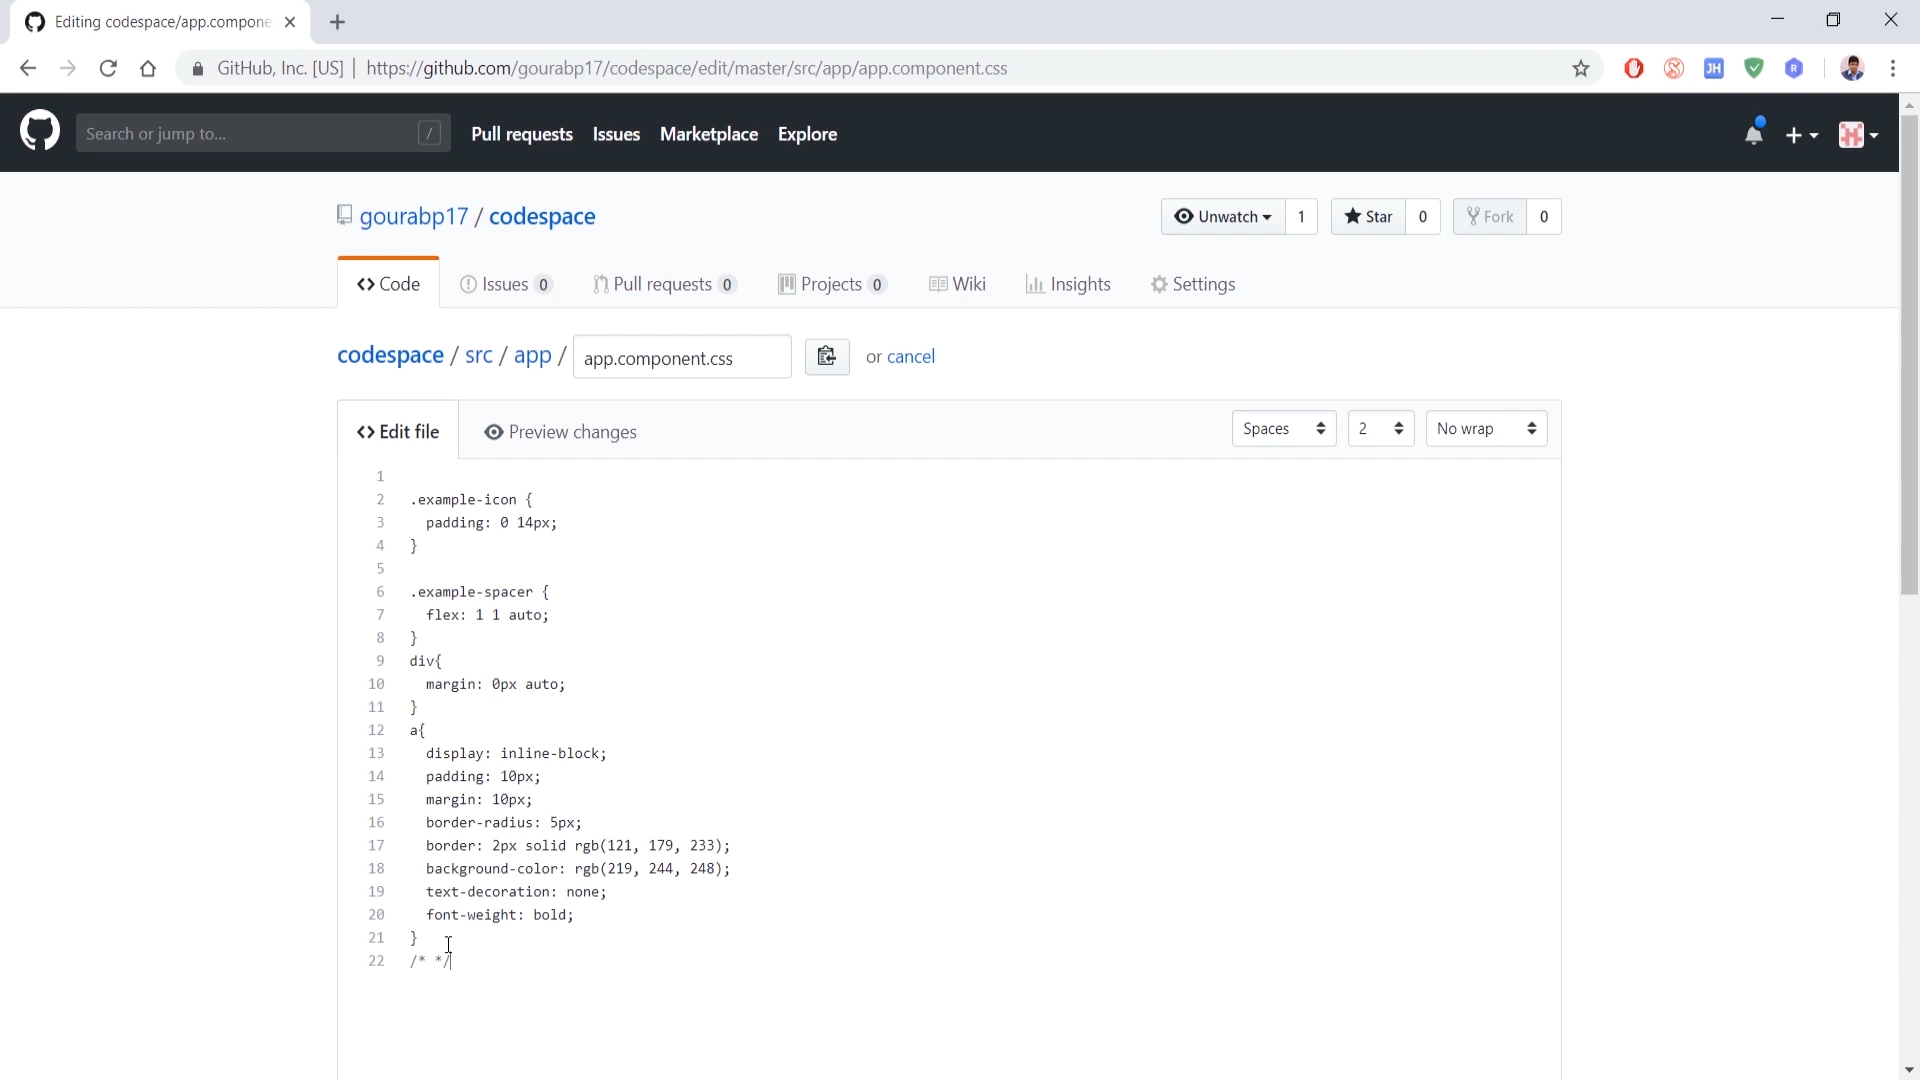 Editing codespace/app.compone
GitHub, Inc. [US] | https://github.com/gourabp17/codespace/edit/master/src/app/app.component.css
JH
R
Search or jump to...
/
Pull requests
Issues
Marketplace
Explore
gourabp17 / codespace
Unwatch 1
Star 0
Fork 0
<> Code
Issues 0
Pull requests 0
Projects 0
Wiki
Insights
Settings
codespace / src / app / app.component.css or cancel
<> Edit file
Preview changes
Spaces
2
No wrap
1
2 .example-icon {
3 padding: 0 14px;
4 }
5
6 .example-spacer {
7 flex: 1 1 auto;
8 }
9 div{
10 margin: 0px auto;
11 }
12 a{
13 display: inline-block;
14 padding: 10px;
15 margin: 10px;
16 border-radius: 5px;
17 border: 2px solid rgb(121, 179, 233);
18 background-color: rgb(219, 244, 248);
19 text-decoration: none;
20 font-weight: bold;
21 }
22 /* */